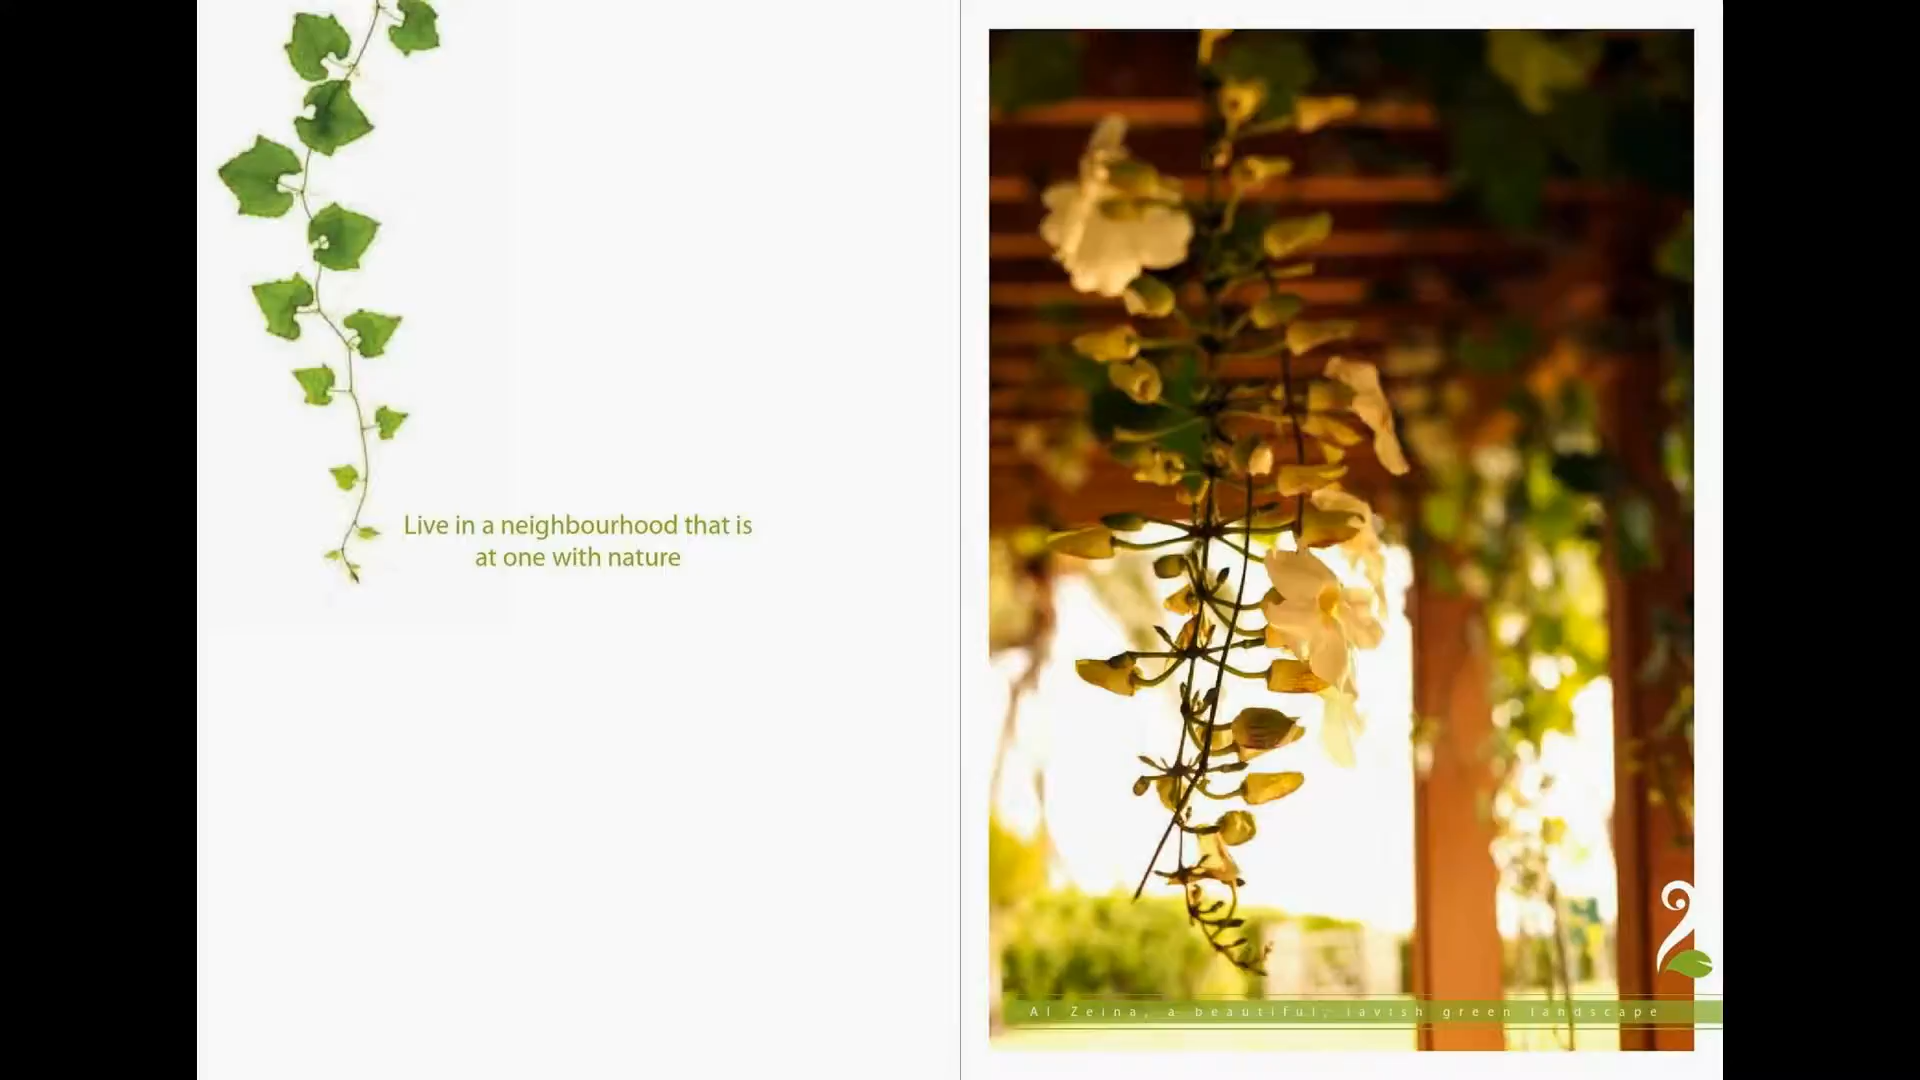 Live in a neighbourhood that is
at one with nature
Al Zeina, a beautiful, lavish green landscape